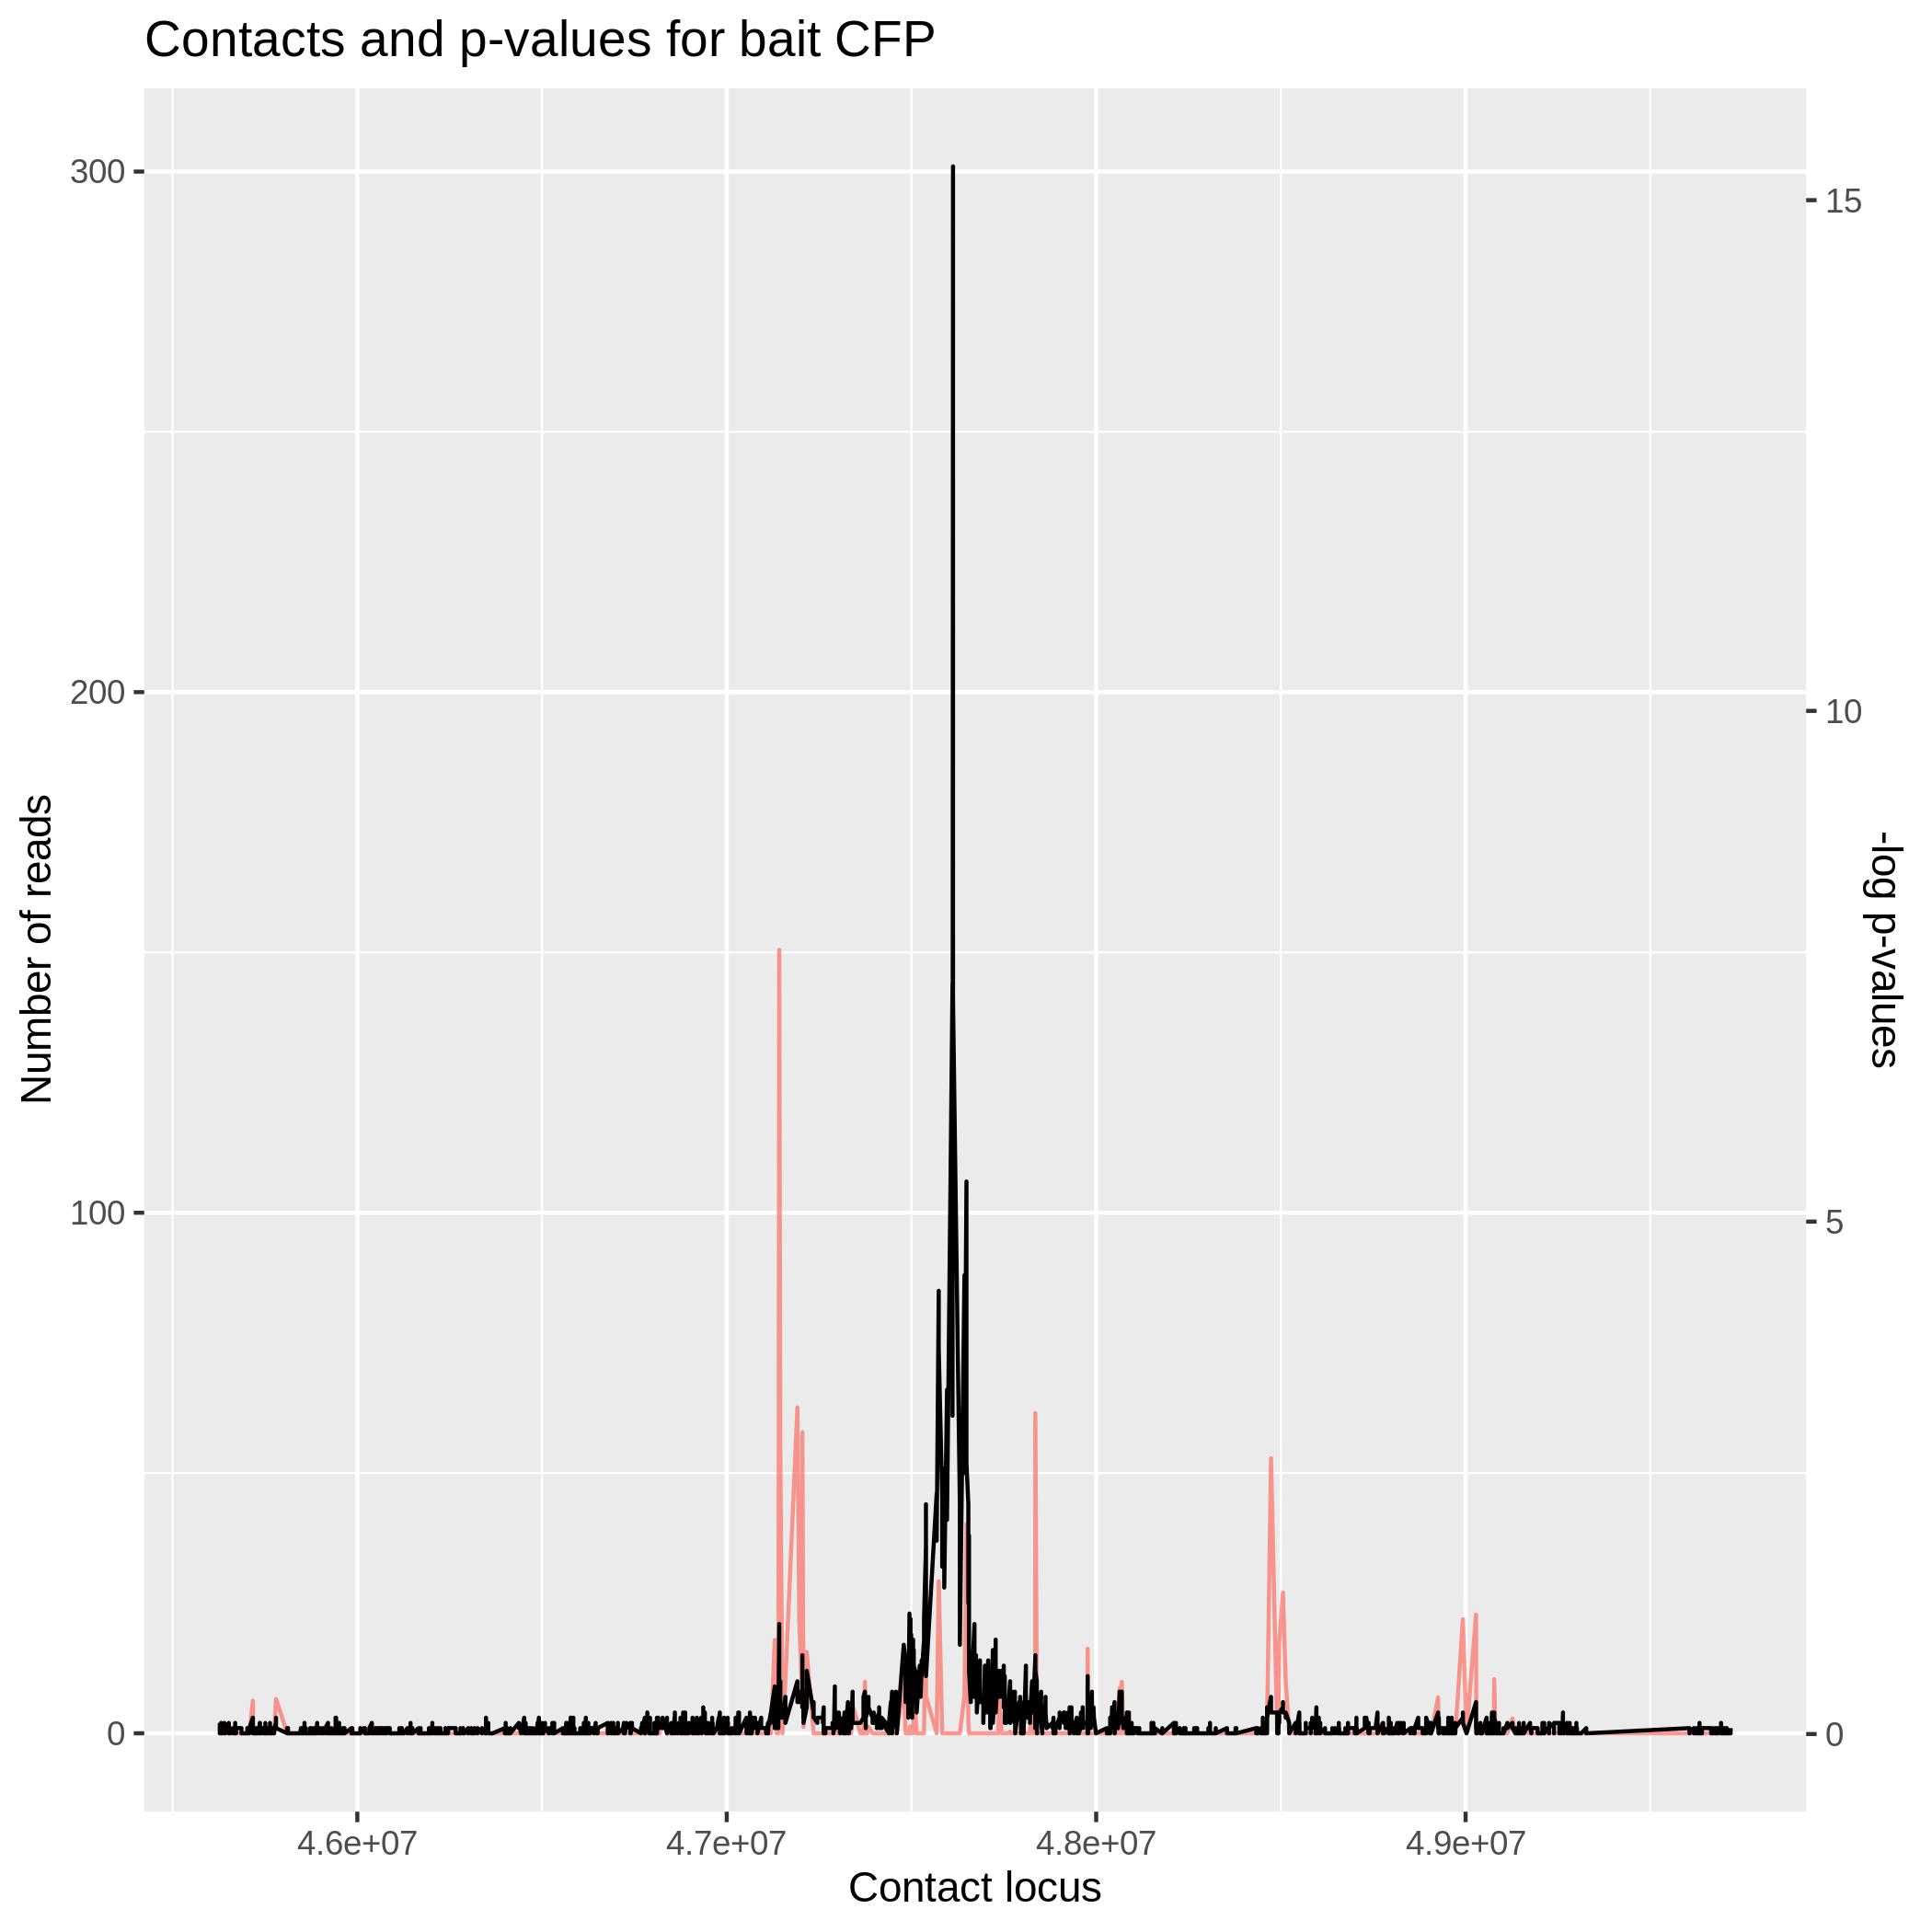 Contacts and p-values for bait CFP
300
200
100
0
Number of reads
15
10
5
0
-log p-values
4.6e+07 4.7e+07 4.8e+07 4.9e+07
Contact locus